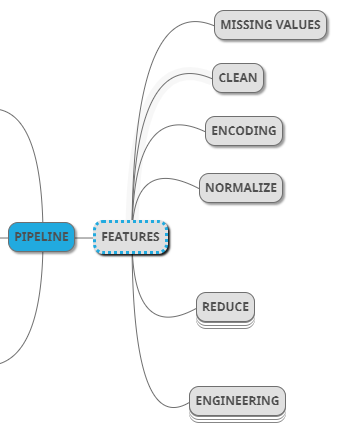 MISSING VALUES
CLEAN
ENCODING
NORMALIZE
PIPELINE
FEATURES
REDUCE
ENGINEERING